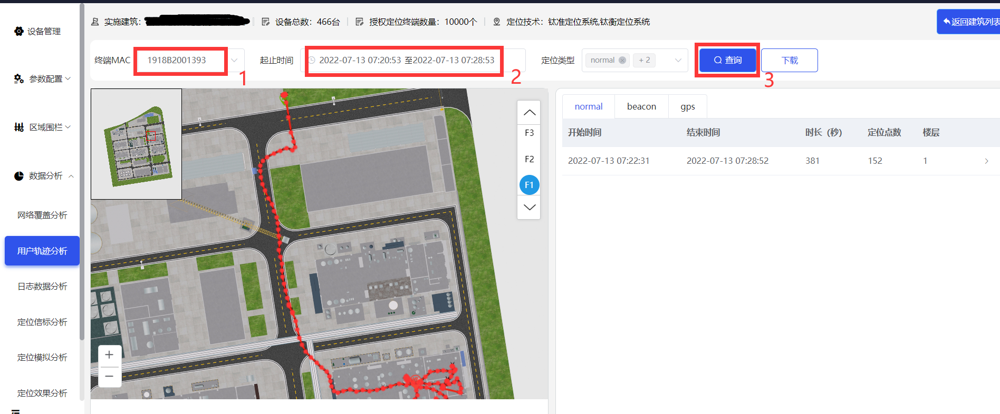 实施建筑：
设备总数：466台
授权定位终端数量：10000个
定位技术：钛准定位系统,钛衡定位系统
返回建筑列表
设备管理
参数配置
区域围栏
数据分析
网络覆盖分析
用户轨迹分析
日志数据分析
定位信标分析
定位模拟分析
定位效果分析
终端MAC
1918B2001393
1
起止时间
2022-07-13 07:20:53 至2022-07-13 07:28:53
2
定位类型
normal
+ 2
查询
3
下载
F3
F2
F1
+
−
normal beacon gps
开始时间 结束时间 时长（秒） 定位点数 楼层
2022-07-13 07:22:31 2022-07-13 07:28:52 381 152 1